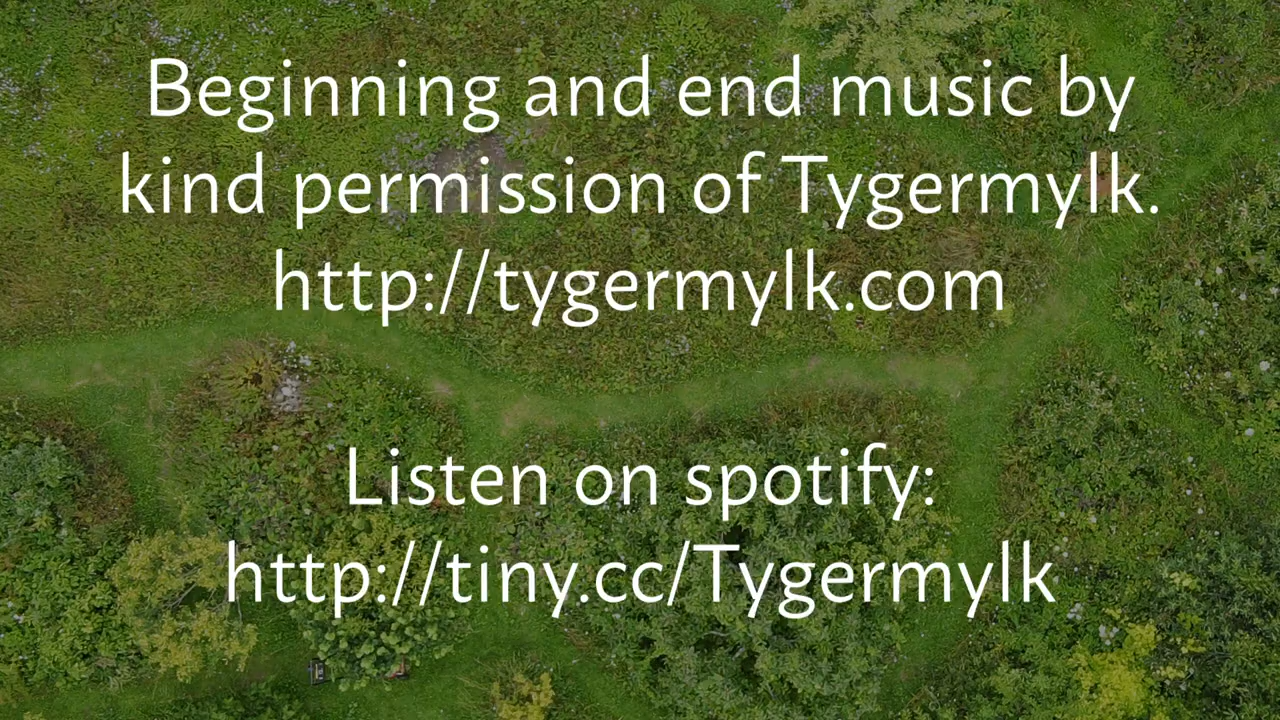 Beginning and end music by
kind permission of Tygermylk.
http://tygermylk.com
Listen on spotify:
http://tiny.cc/Tygermylk